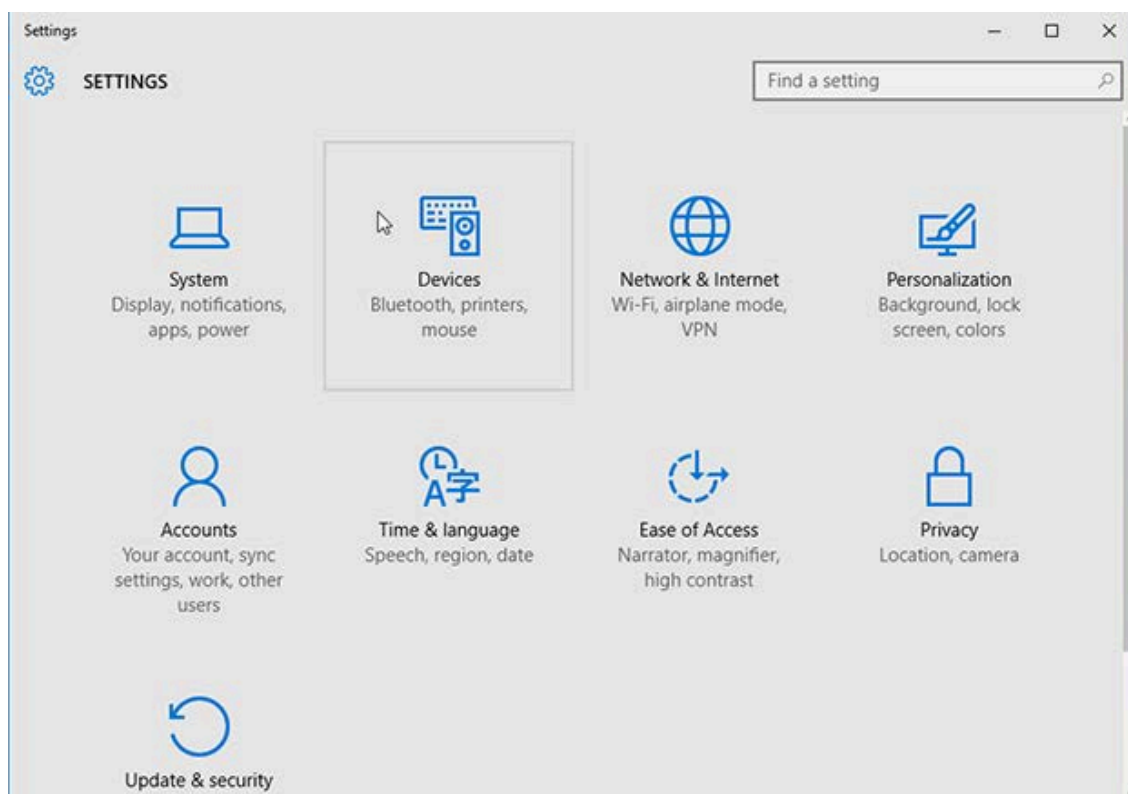 Settings
SETTINGS
Find a setting
System
Display, notifications,
apps, power
Devices
Bluetooth, printers,
mouse
Network & Internet
Wi-Fi, airplane mode,
VPN
Personalization
Background, lock
screen, colors
Accounts
Your account, sync
settings, work, other
users
Time & language
Speech, region, date
Ease of Access
Narrator, magnifier,
high contrast
Privacy
Location, camera
Update & security